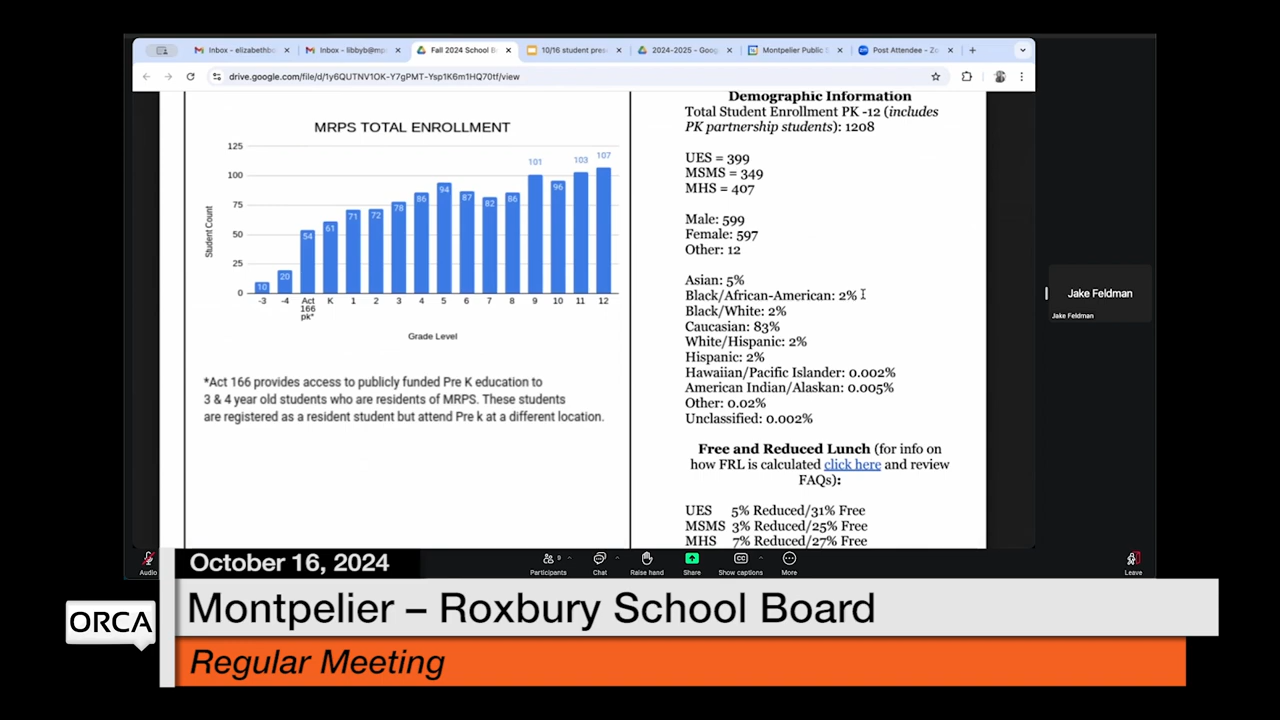 Inbox - elizabethb
Inbox - libbyb@mp
Fall 2024 School B
10/16 student pres
2024-2025 - Goog
Montpelier Public S
Post Attendee - Zo
drive.google.com/file/d/1y6QUTNV1OK-Y7gPMT-Ysp1K6m1HQ70tf/view
MRPS TOTAL ENROLLMENT
125
100
75
50
25
0
Student Count
10
20
54
61
71
72
78
86
94
87
82
86
101
96
103
107
-3
-4
Act
166
pk*
K
1
2
3
4
5
6
7
8
9
10
11
12
Grade Level
*Act 166 provides access to publicly funded Pre K education to
3 & 4 year old students who are residents of MRPS. These students
are registered as a resident student but attend Pre k at a different location.
Demographic Information
Total Student Enrollment PK -12 (includes
PK partnership students): 1208
UES = 399
MSMS = 349
MHS = 407
Male: 599
Female: 597
Other: 12
Asian: 5%
Black/African-American: 2%
Black/White: 2%
Caucasian: 83%
White/Hispanic: 2%
Hispanic: 2%
Hawaiian/Pacific Islander: 0.002%
American Indian/Alaskan: 0.005%
Other: 0.02%
Unclassified: 0.002%
Free and Reduced Lunch (for info on
how FRL is calculated click here and review
FAQs):
UES 5% Reduced/31% Free
MSMS 3% Reduced/25% Free
MHS 7% Reduced/27% Free
Jake Feldman
Jake Feldman
Audio
Participants
9
Chat
Raise hand
Share
CC
Show captions
More
Leave
October 16, 2024
ORCA
Montpelier – Roxbury School Board
Regular Meeting